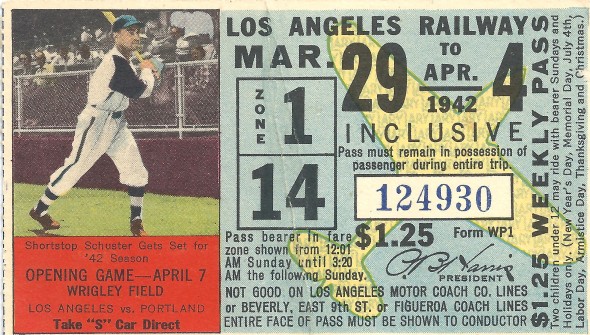 Shortstop Schuster Gets Set for
'42 Season
OPENING GAME—APRIL 7
WRIGLEY FIELD
LOS ANGELES vs. PORTLAND
Take "S" Car Direct
LOS ANGELES RAILWAY
MAR. 29 TO APR. 4
1942
INCLUSIVE
ZONE 1
14
Pass must remain in possession of
passenger during entire trip.
124930
Pass bearer in fare
zone shown from 12:01
AM Sunday until 3:20
AM the following Sunday.
$1.25
Form WP1
PRESIDENT
NOT GOOD ON LOS ANGELES MOTOR COACH CO. LINES
or BEVERLY, EAST 9th ST. or FIGUEROA COACH LINES
ENTIRE FACE OF PASS MUST BE SHOWN TO CONDUCTOR
$1.25 WEEKLY PASS
Two children under 12 may ride with bearer Sundays and
Holidays only. (New Year's Day, Memorial Day, July 4th,
Labor Day, Armistice Day, Thanksgiving and Christmas.)